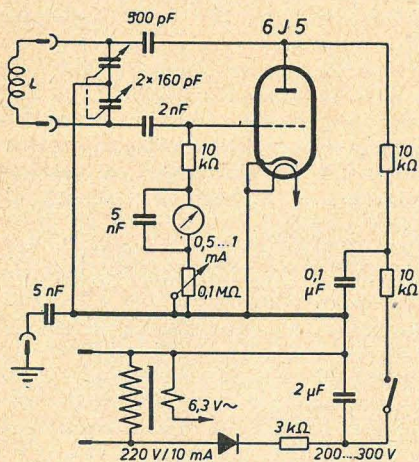 500 pF
6 J 5
L
2 × 160 pF
2 nF
10
kΩ
10
kΩ
5
nF
0,5...1
mA
0,1
µF
10
kΩ
0,1 MΩ
5 nF
6,3 V~
2 µF
3 kΩ
220 V/10 mA
200...300 V